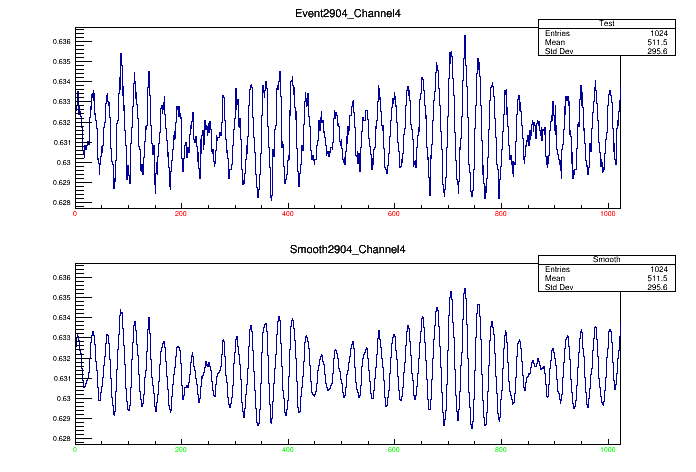 Event2904_Channel4
Test
Entries 1024
Mean 511.5
Std Dev 295.6
0.636
0.635
0.634
0.633
0.632
0.631
0.63
0.629
0.628
0 200 400 600 800 1000
Smooth2904_Channel4
Smooth
Entries 1024
Mean 511.5
Std Dev 295.6
0.636
0.635
0.634
0.633
0.632
0.631
0.63
0.629
0.628
0 200 400 600 800 1000